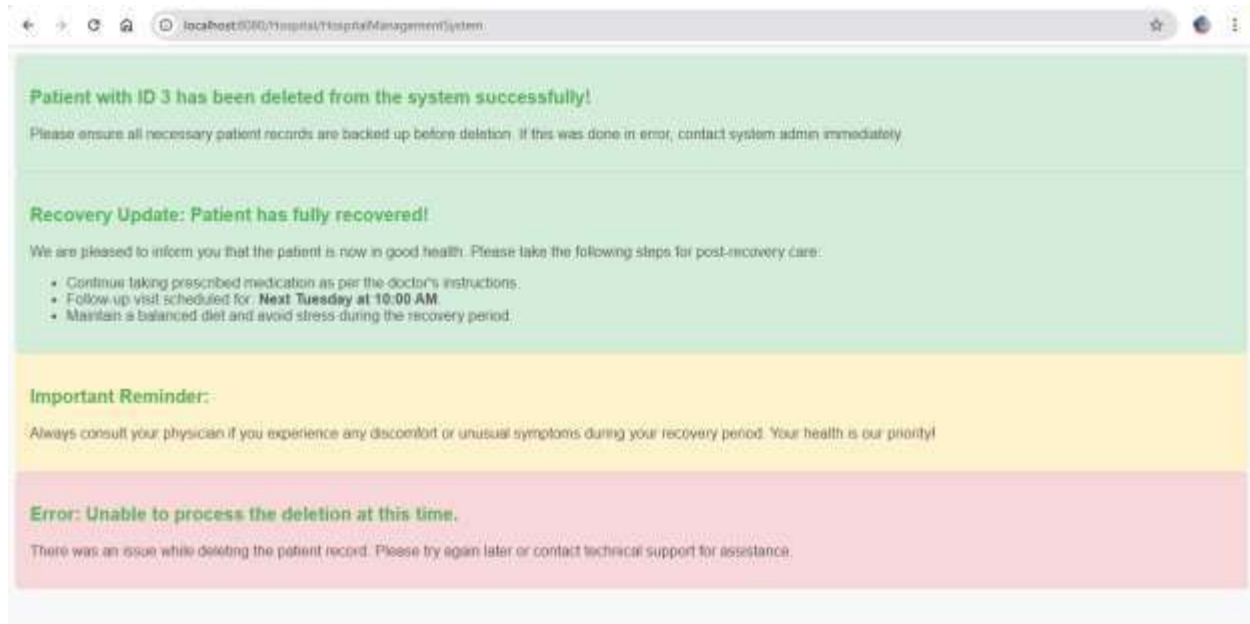 localhost:8080/Hospital/HospitalManagementSystem
Patient with ID 3 has been deleted from the system successfully!
Please ensure all necessary patient records are backed up before deletion. If this was done in error, contact system admin immediately.
Recovery Update: Patient has fully recovered!
We are pleased to inform you that the patient is now in good health. Please take the following steps for post-recovery care:
• Continue taking prescribed medication as per the doctor's instructions.
• Follow-up visit scheduled for: Next Tuesday at 10:00 AM.
• Maintain a balanced diet and avoid stress during the recovery period.
Important Reminder:
Always consult your physician if you experience any discomfort or unusual symptoms during your recovery period. Your health is our priority!
Error: Unable to process the deletion at this time.
There was an issue while deleting the patient record. Please try again later or contact technical support for assistance.